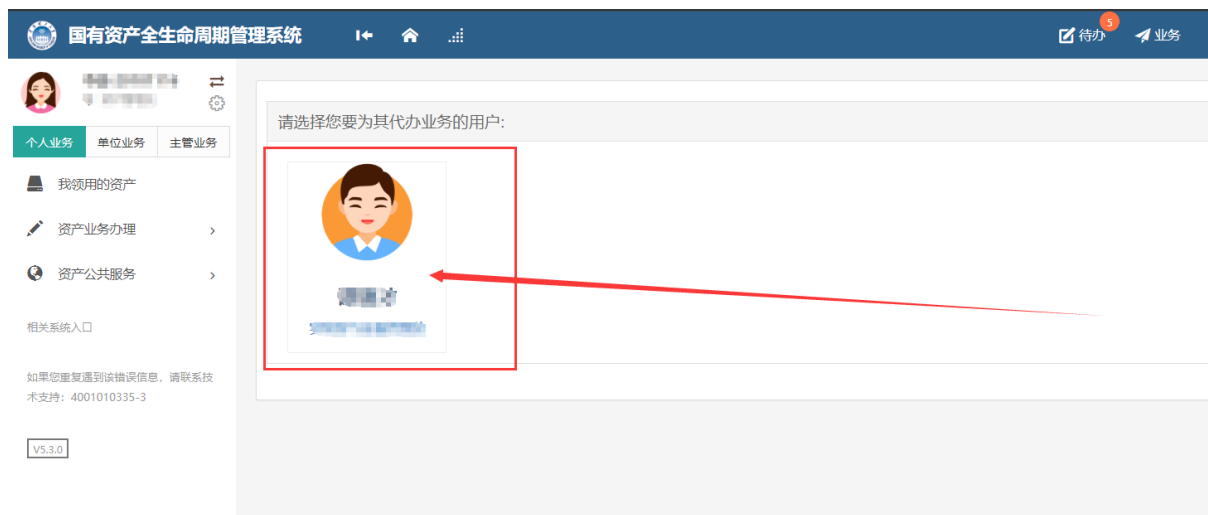 国有资产全生命周期管理系统
5
待办
业务
个人业务
单位业务
主管业务
请选择您要为其代办业务的用户:
我领用的资产
资产业务办理
资产公共服务
相关系统入口
如果您重复遇到该错误信息，请联系技
术支持：4001010335-3
V5.3.0